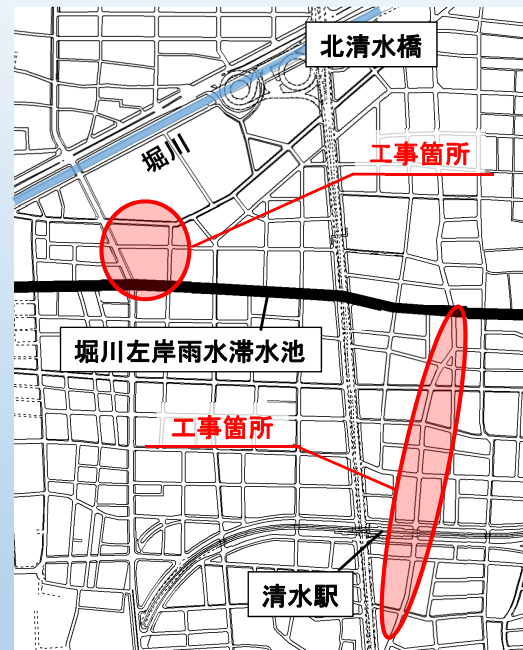 北清水橋
堀川
工事箇所
堀川左岸雨水滞水池
工事箇所
清水駅